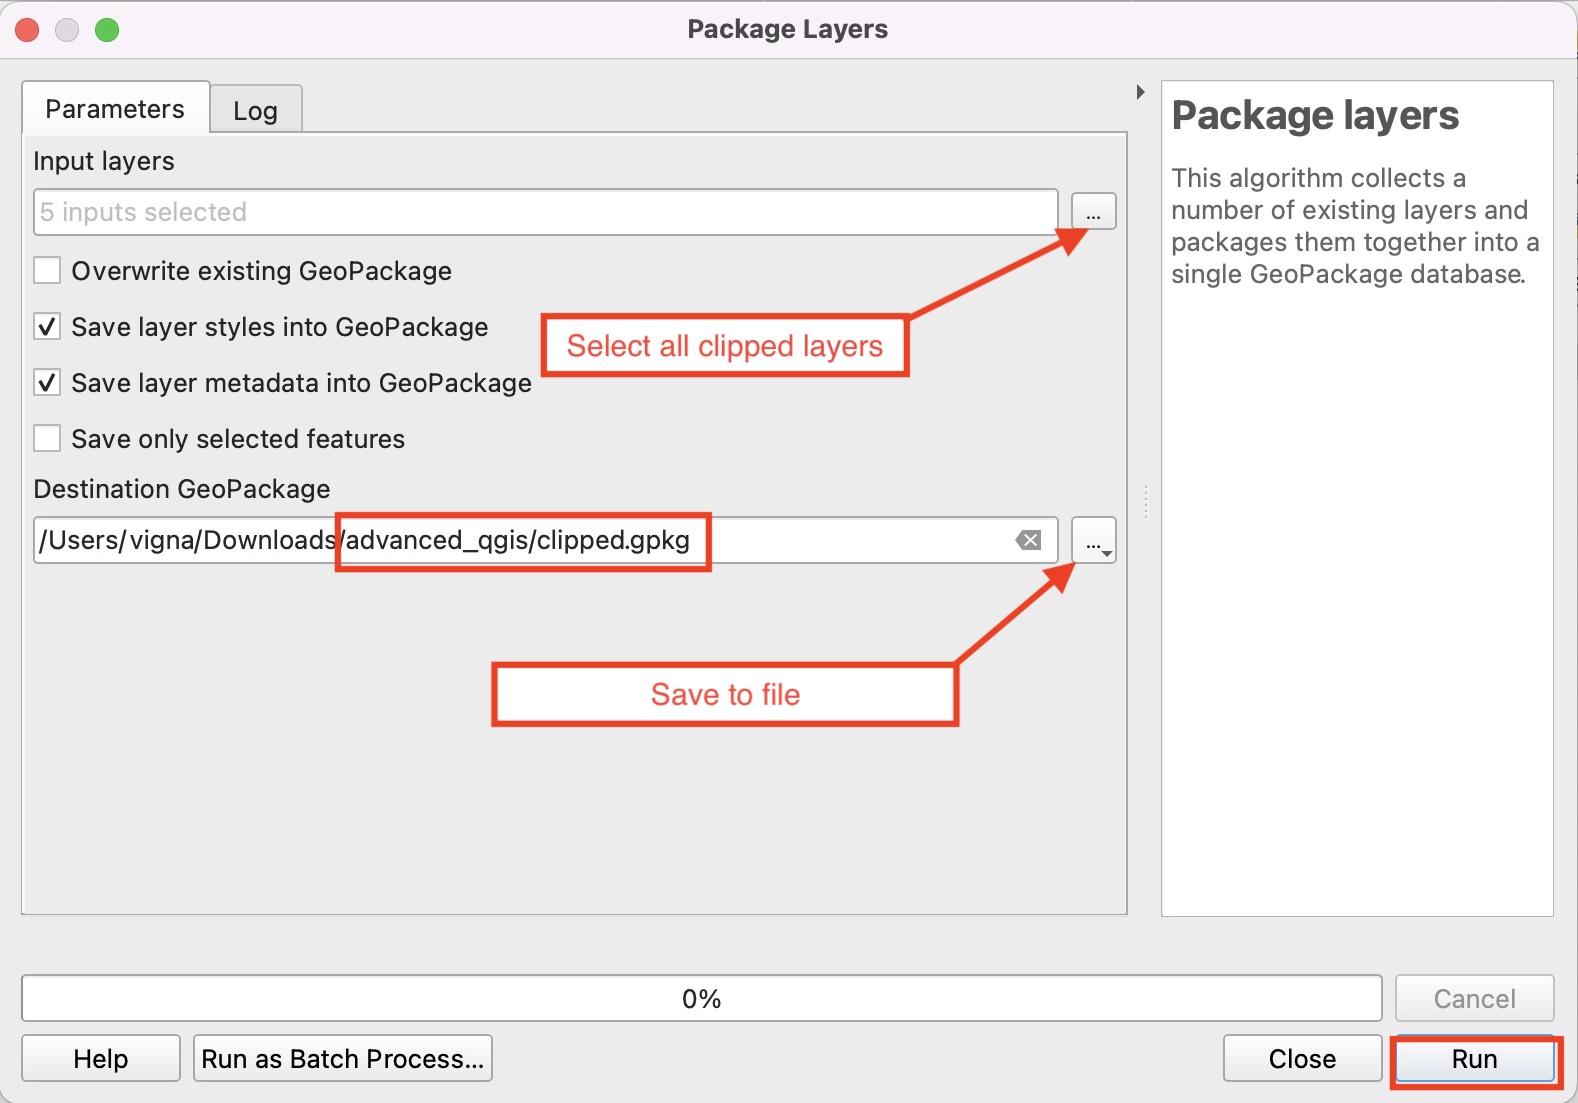 Package Layers
Parameters
Log
Input layers
5 inputs selected
...
Overwrite existing GeoPackage
Save layer styles into GeoPackage
Select all clipped layers
Save layer metadata into GeoPackage
Save only selected features
Destination GeoPackage
/Users/vigna/Downloads/advanced_qgis/clipped.gpkg
...
Save to file
Package layers
This algorithm collects a
number of existing layers and
packages them together into a
single GeoPackage database.
0%
Cancel
Help
Run as Batch Process...
Close
Run